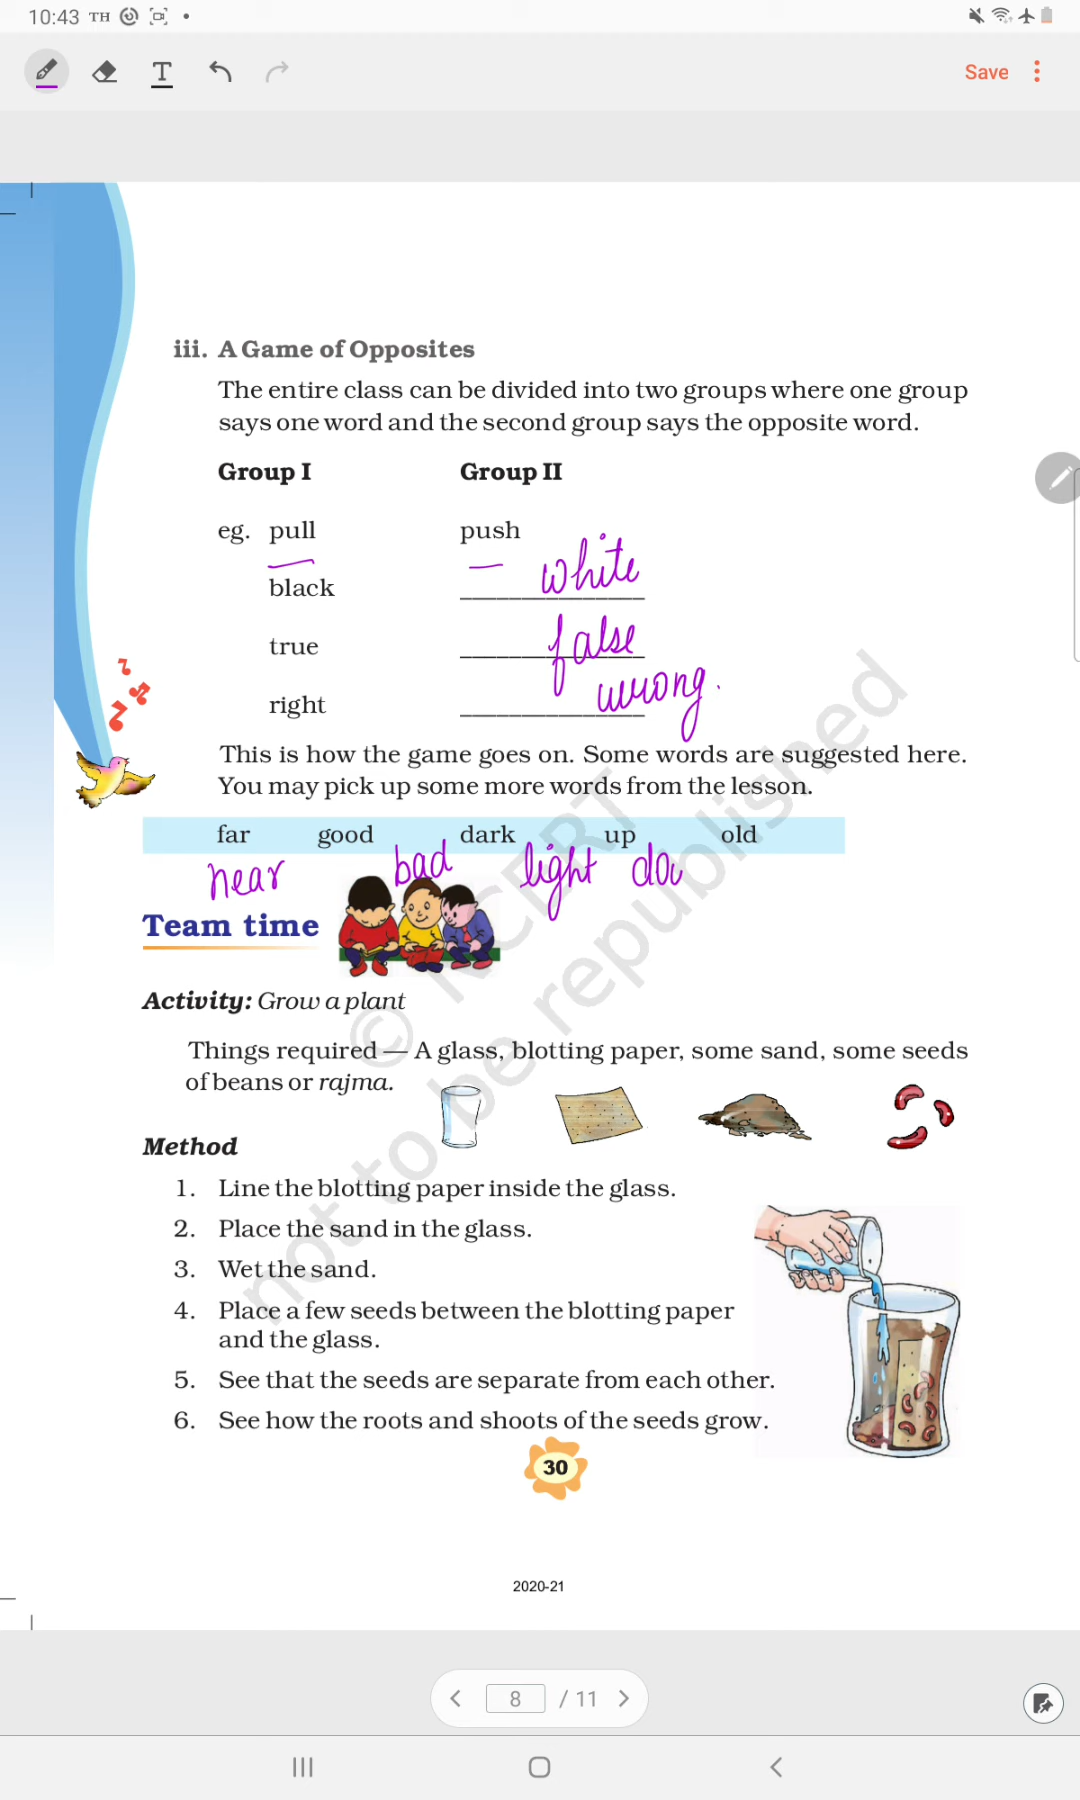 10:43 TH
Save
iii. A Game of Opposites
The entire class can be divided into two groups where one group
says one word and the second group says the opposite word.
Group I Group II
eg. pull push
black white
true false
right wrong.
This is how the game goes on. Some words are suggested here.
You may pick up some more words from the lesson.
far good dark up old
near bad light dow
Team time
Activity: Grow a plant
Things required — A glass, blotting paper, some sand, some seeds
of beans or rajma.
Method
1. Line the blotting paper inside the glass.
2. Place the sand in the glass.
3. Wet the sand.
4. Place a few seeds between the blotting paper
and the glass.
5. See that the seeds are separate from each other.
6. See how the roots and shoots of the seeds grow.
30
2020-21
8 / 11
© NCERT
not to be republished